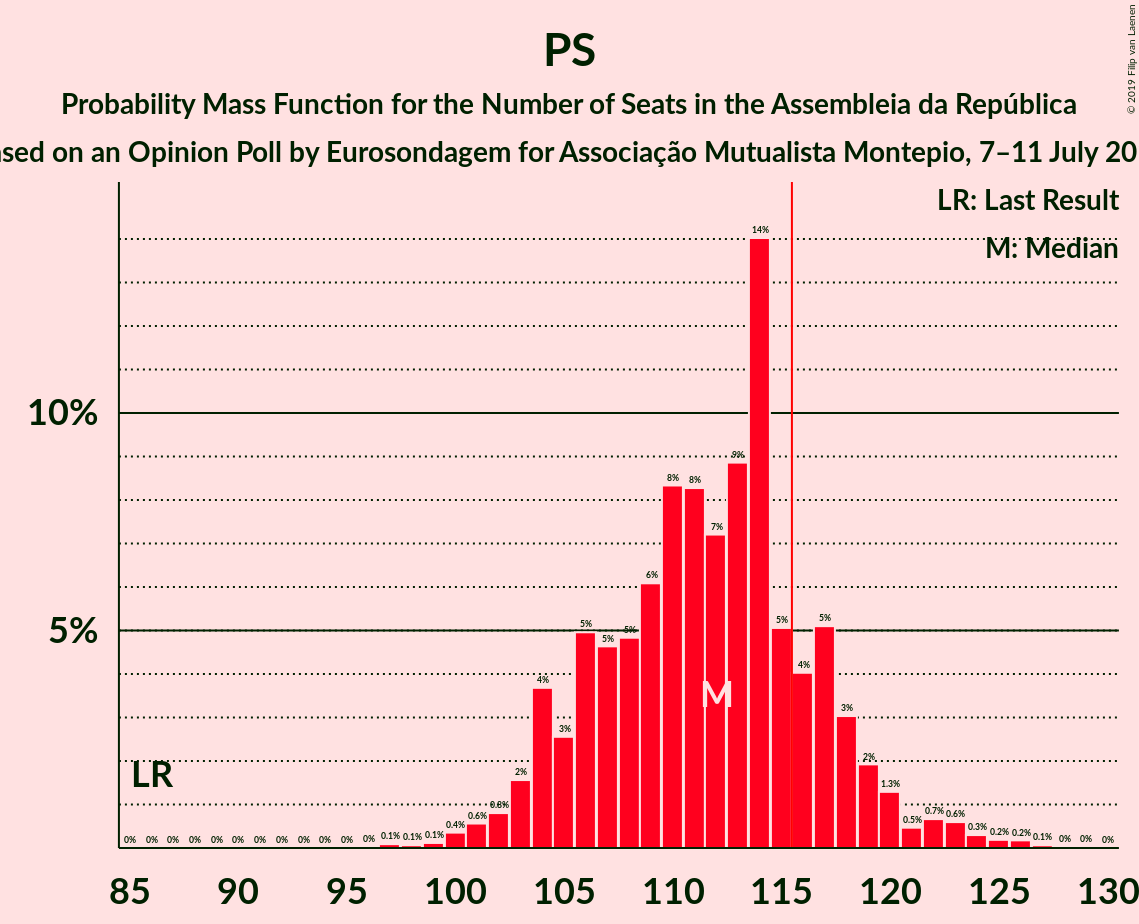 PS
Probability Mass Function for the Number of Seats in the Assembleia da República
ased on an Opinion Poll by Eurosondagem for Associação Mutualista Montepio, 7–11 July 20
© 2019 Filip van Laenen
LR: Last Result
M: Median
10%
5%
LR
M
0% 0% 0% 0% 0% 0% 0% 0% 0% 0% 0% 0% 0.1% 0.1% 0.1% 0.4% 0.6% 0.8% 2% 4% 3% 5% 5% 5% 6% 8% 8% 7% 9% 14% 5% 4% 5% 3% 2% 1.3% 0.5% 0.7% 0.6% 0.3% 0.2% 0.2% 0.1% 0% 0% 0%
85 90 95 100 105 110 115 120 125 130